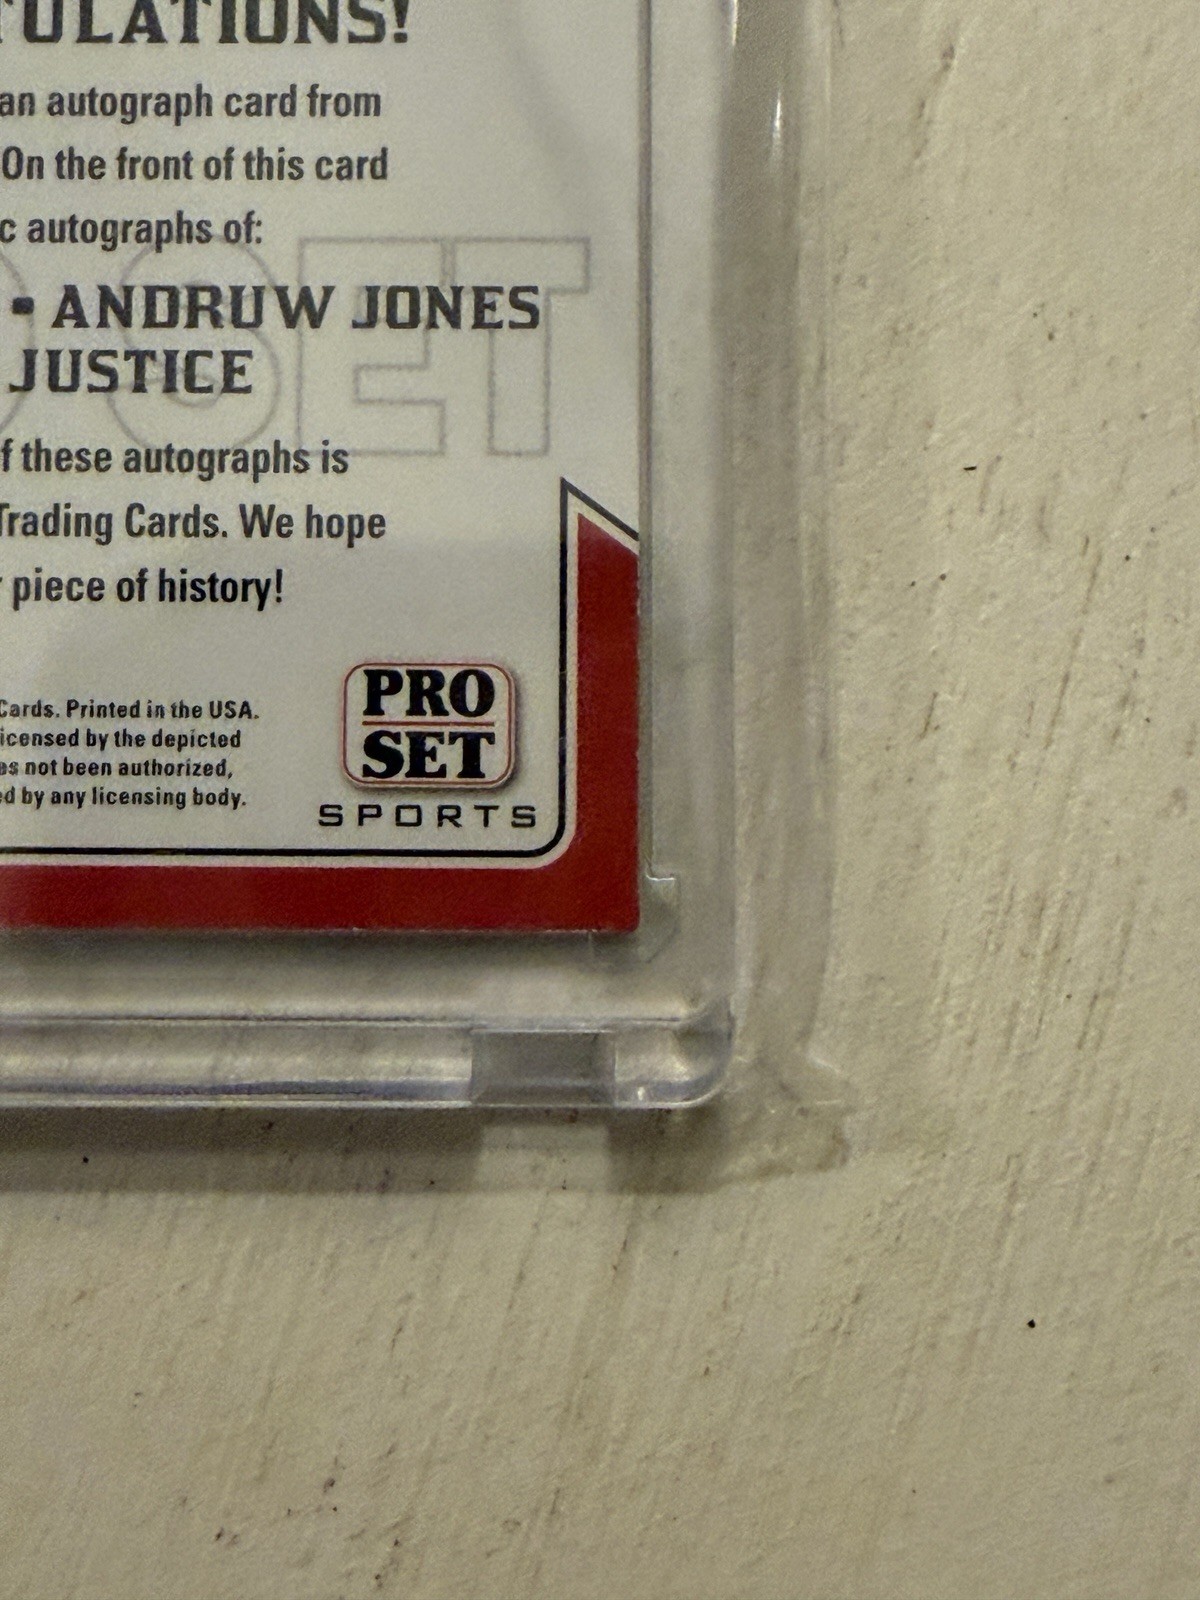 TULATIONS!
an autograph card from
On the front of this card
c autographs of:
• ANDRUW JONES
JUSTICE
f these autographs is
Trading Cards. We hope
r piece of history!
Cards. Printed in the USA.
icensed by the depicted
es not been authorized,
ed by any licensing body.
SET
PRO
SET
SPORTS